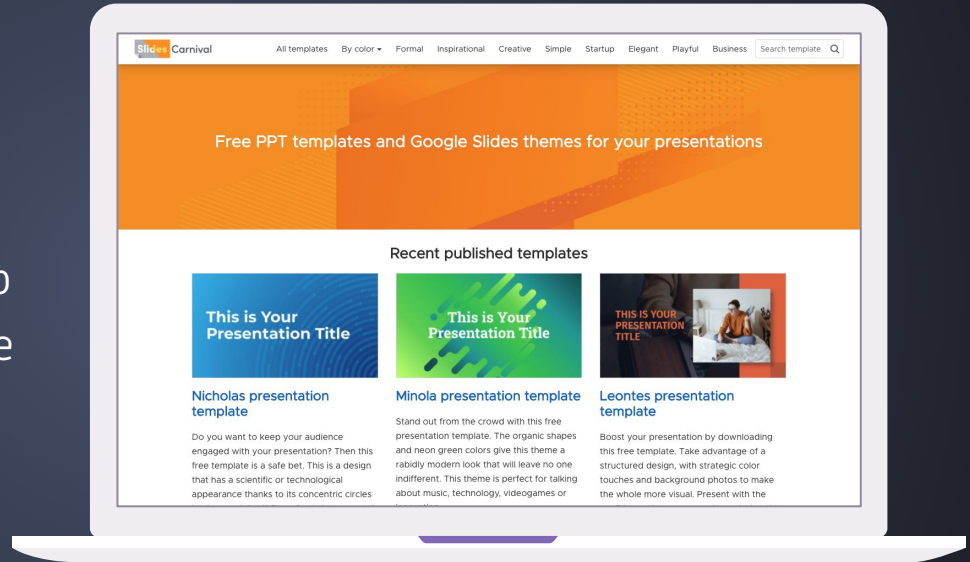 Slides Carnival
All templates By color Formal Inspirational Creative Simple Startup Elegant Playful Business Search template
Free PPT templates and Google Slides themes for your presentations
Recent published templates
This is Your
Presentation Title
This is Your
Presentation Title
THIS IS YOUR
PRESENTATION
TITLE
Nicholas presentation
template
Do you want to keep your audience
engaged with your presentation? Then this
free template is a safe bet. This is a design
that has a scientific or technological
appearance thanks to its concentric circles
Minola presentation template
Stand out from the crowd with this free
presentation template. The organic shapes
and neon green colors give this theme a
rabidly modern look that will leave no one
indifferent. This theme is perfect for talking
about music, technology, videogames or
Leontes presentation
template
Boost your presentation by downloading
this free template. Take advantage of a
structured design, with strategic color
touches and background photos to make
the whole more visual. Present with the